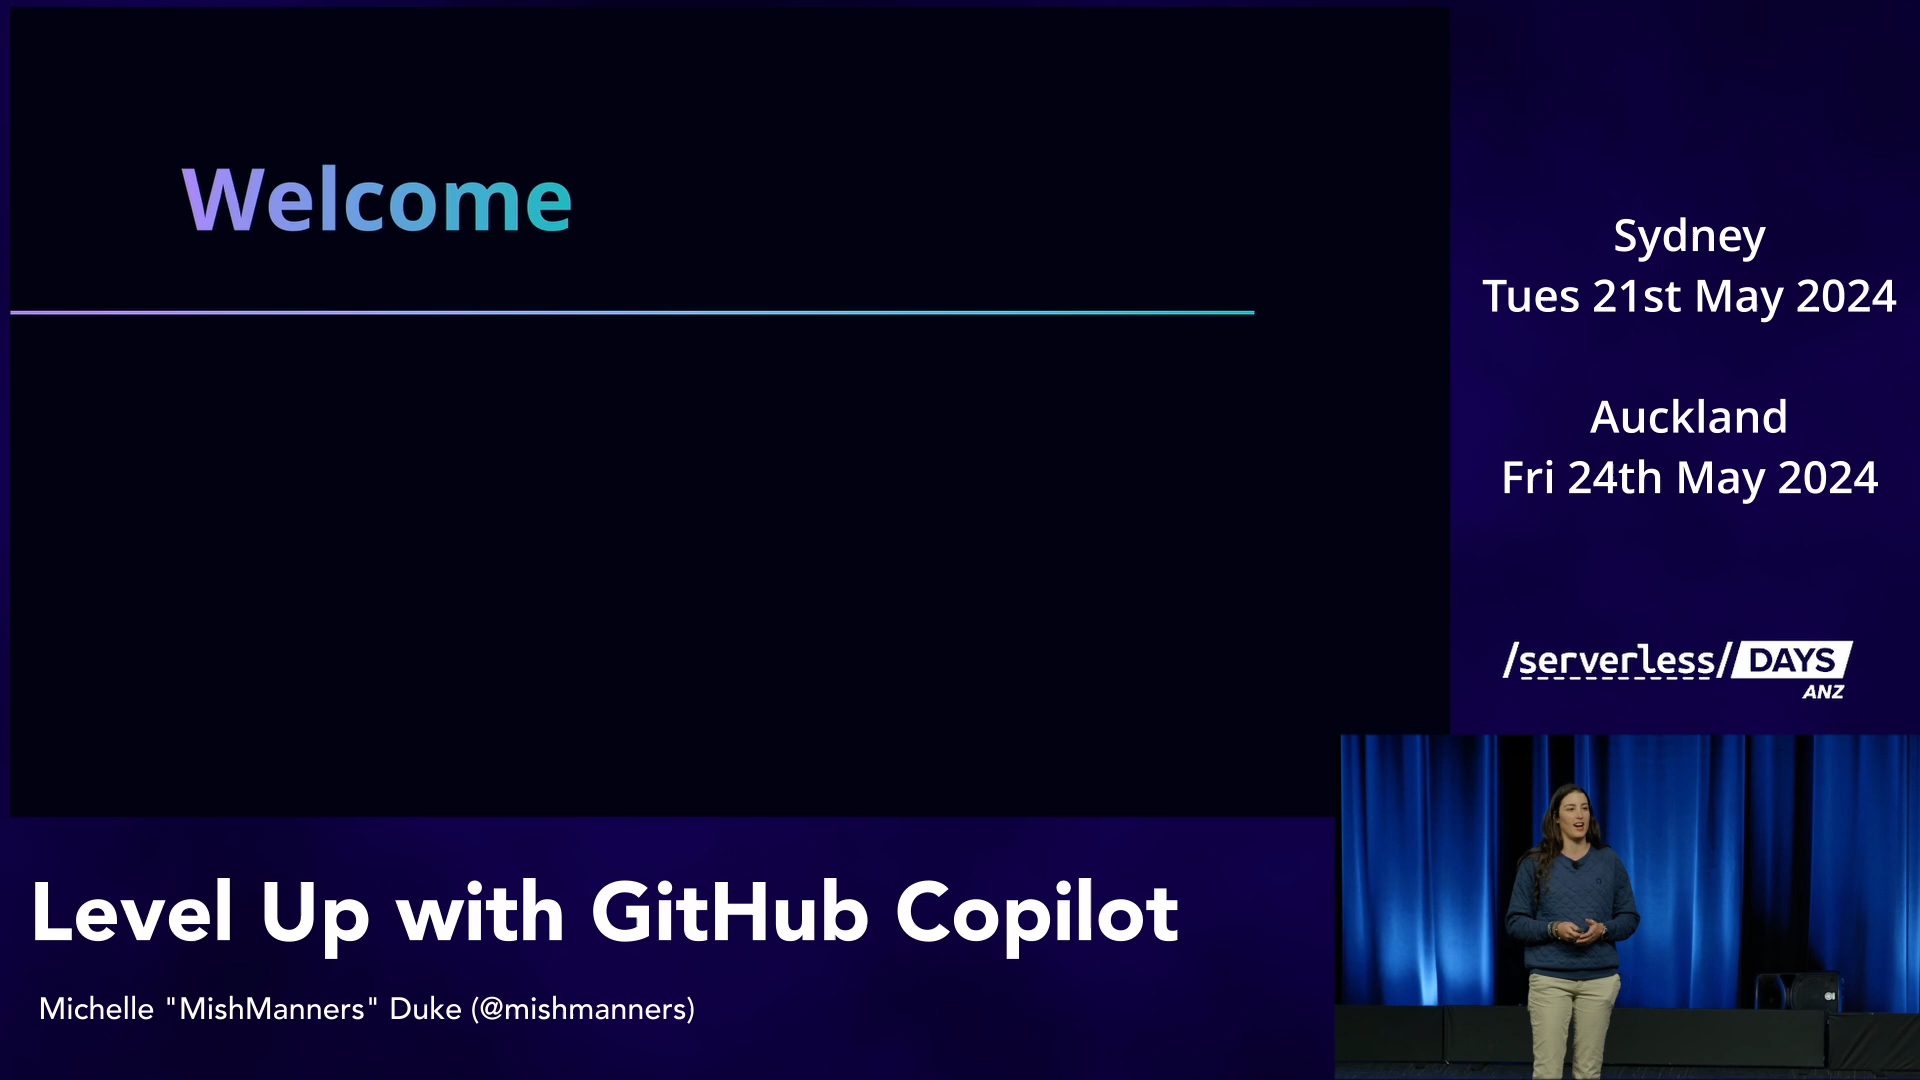 Welcome
Sydney
Tues 21st May 2024
Auckland
Fri 24th May 2024
/serverless/DAYS
ANZ
Level Up with GitHub Copilot
Michelle "MishManners" Duke (@mishmanners)